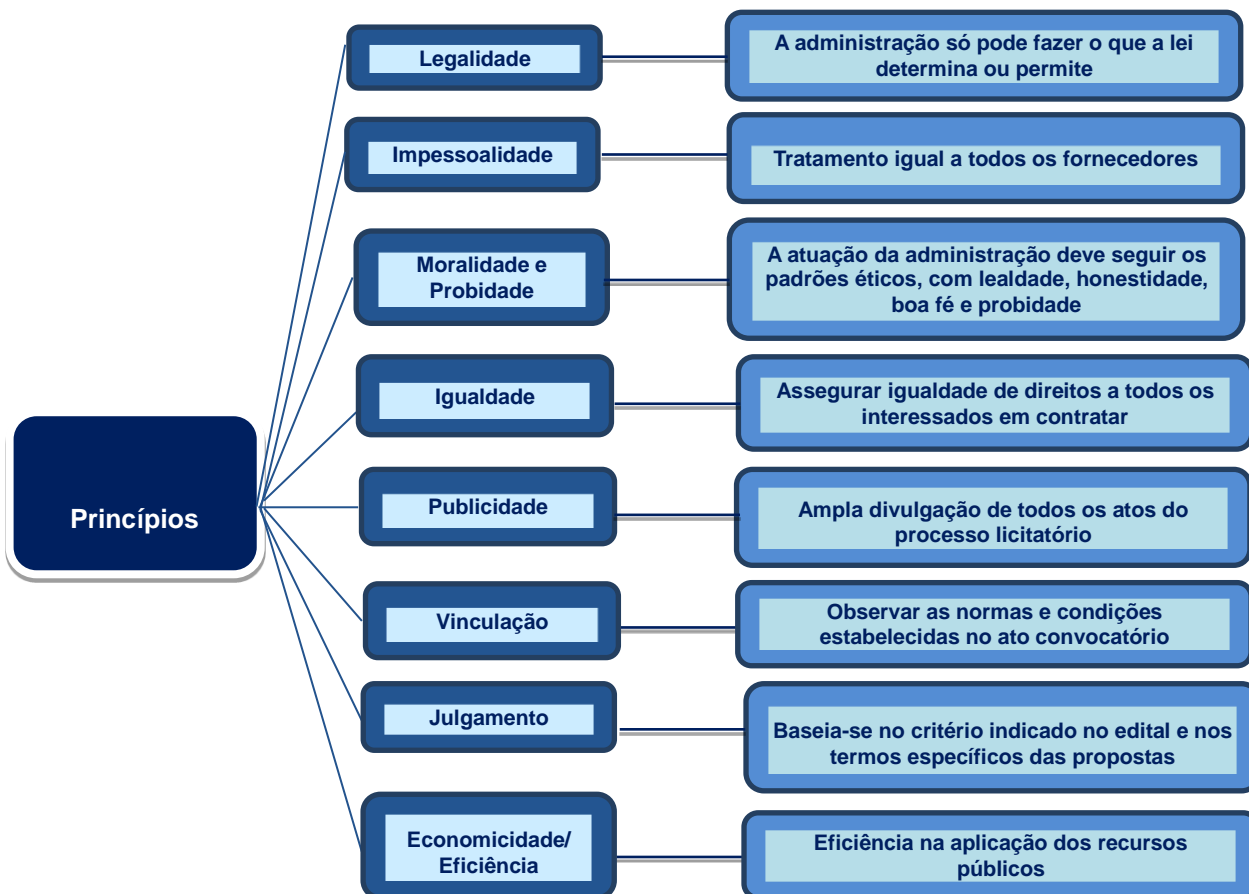 Princípios
Legalidade
A administração só pode fazer o que a lei
determina ou permite
Impessoalidade
Tratamento igual a todos os fornecedores
Moralidade e
Probidade
A atuação da administração deve seguir os
padrões éticos, com lealdade, honestidade,
boa fé e probidade
Igualdade
Assegurar igualdade de direitos a todos os
interessados em contratar
Publicidade
Ampla divulgação de todos os atos do
processo licitatório
Vinculação
Observar as normas e condições
estabelecidas no ato convocatório
Julgamento
Baseia-se no critério indicado no edital e nos
termos específicos das propostas
Economicidade/
Eficiência
Eficiência na aplicação dos recursos
públicos